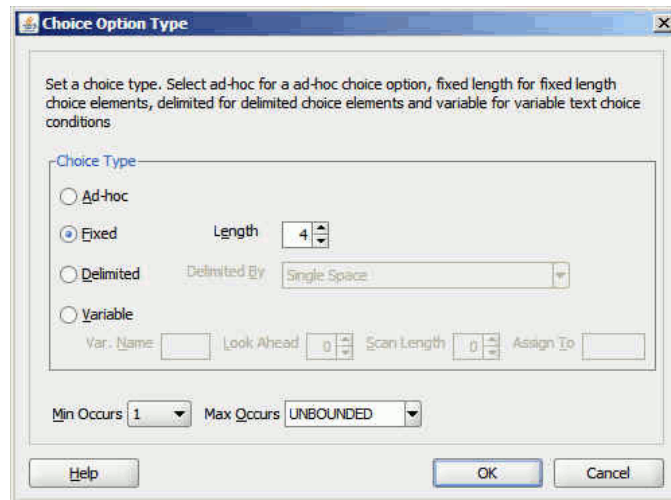 Choice Option Type
Set a choice type. Select ad-hoc for a ad-hoc choice option, fixed length for fixed length
choice elements, delimited for delimited choice elements and variable for variable text choice
conditions
Choice Type
Ad-hoc
Fixed Length 4
Delimited Delimited By Single Space
Variable
Var. Name Look Ahead 0 Scan Length 0 Assign To
Min Occurs 1 Max Occurs UNBOUNDED
Help OK Cancel